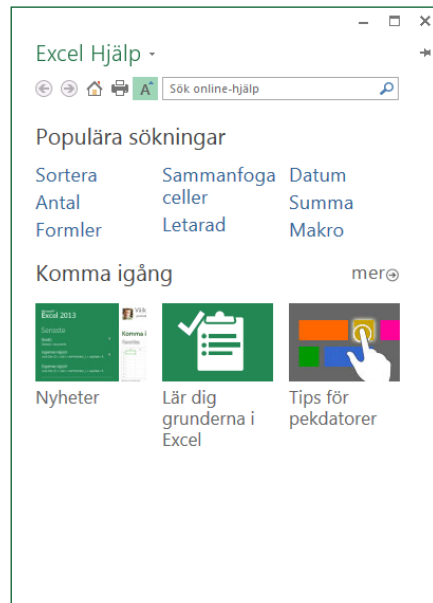 Excel Hjälp
A
Sök online-hjälp
Populära sökningar
Sortera
Antal
Formler
Sammanfoga
celler
Letarad
Datum
Summa
Makro
Komma igång
mer
Excel 2013
Senaste
Komma i
Nyheter
Lär dig
grunderna i
Excel
Tips för
pekdatorer